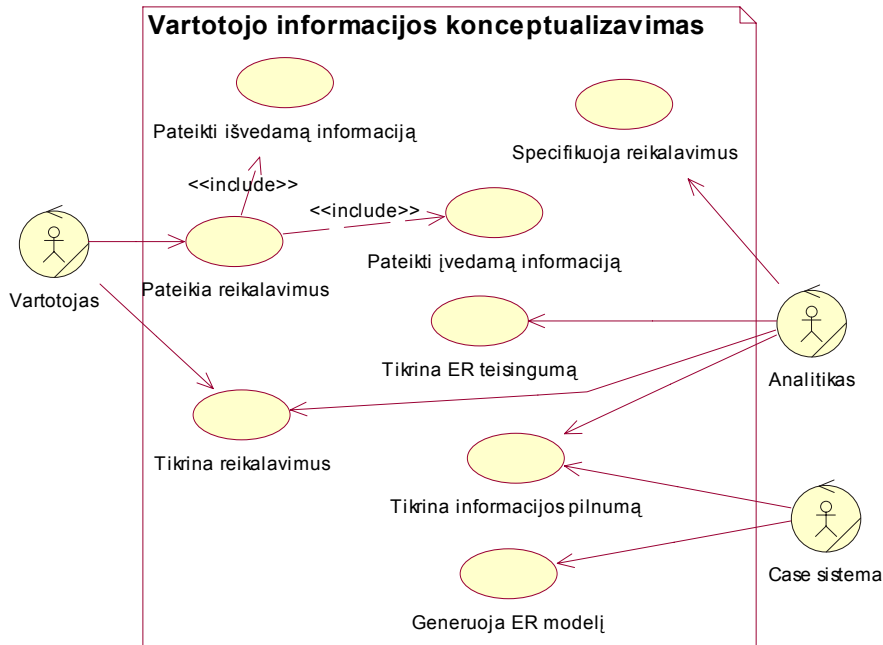 Vartotojo informacijos konceptualizavimas
Pateikti išvedamą informaciją
Specifikuoja reikalavimus
<<include>>
<<include>>
Pateikti įvedamą informaciją
Pateikia reikalavimus
Vartotojas
Tikrina ER teisingumą
Analitikas
Tikrina reikalavimus
Tikrina informacijos pilnumą
Case sistema
Generuoja ER modelį